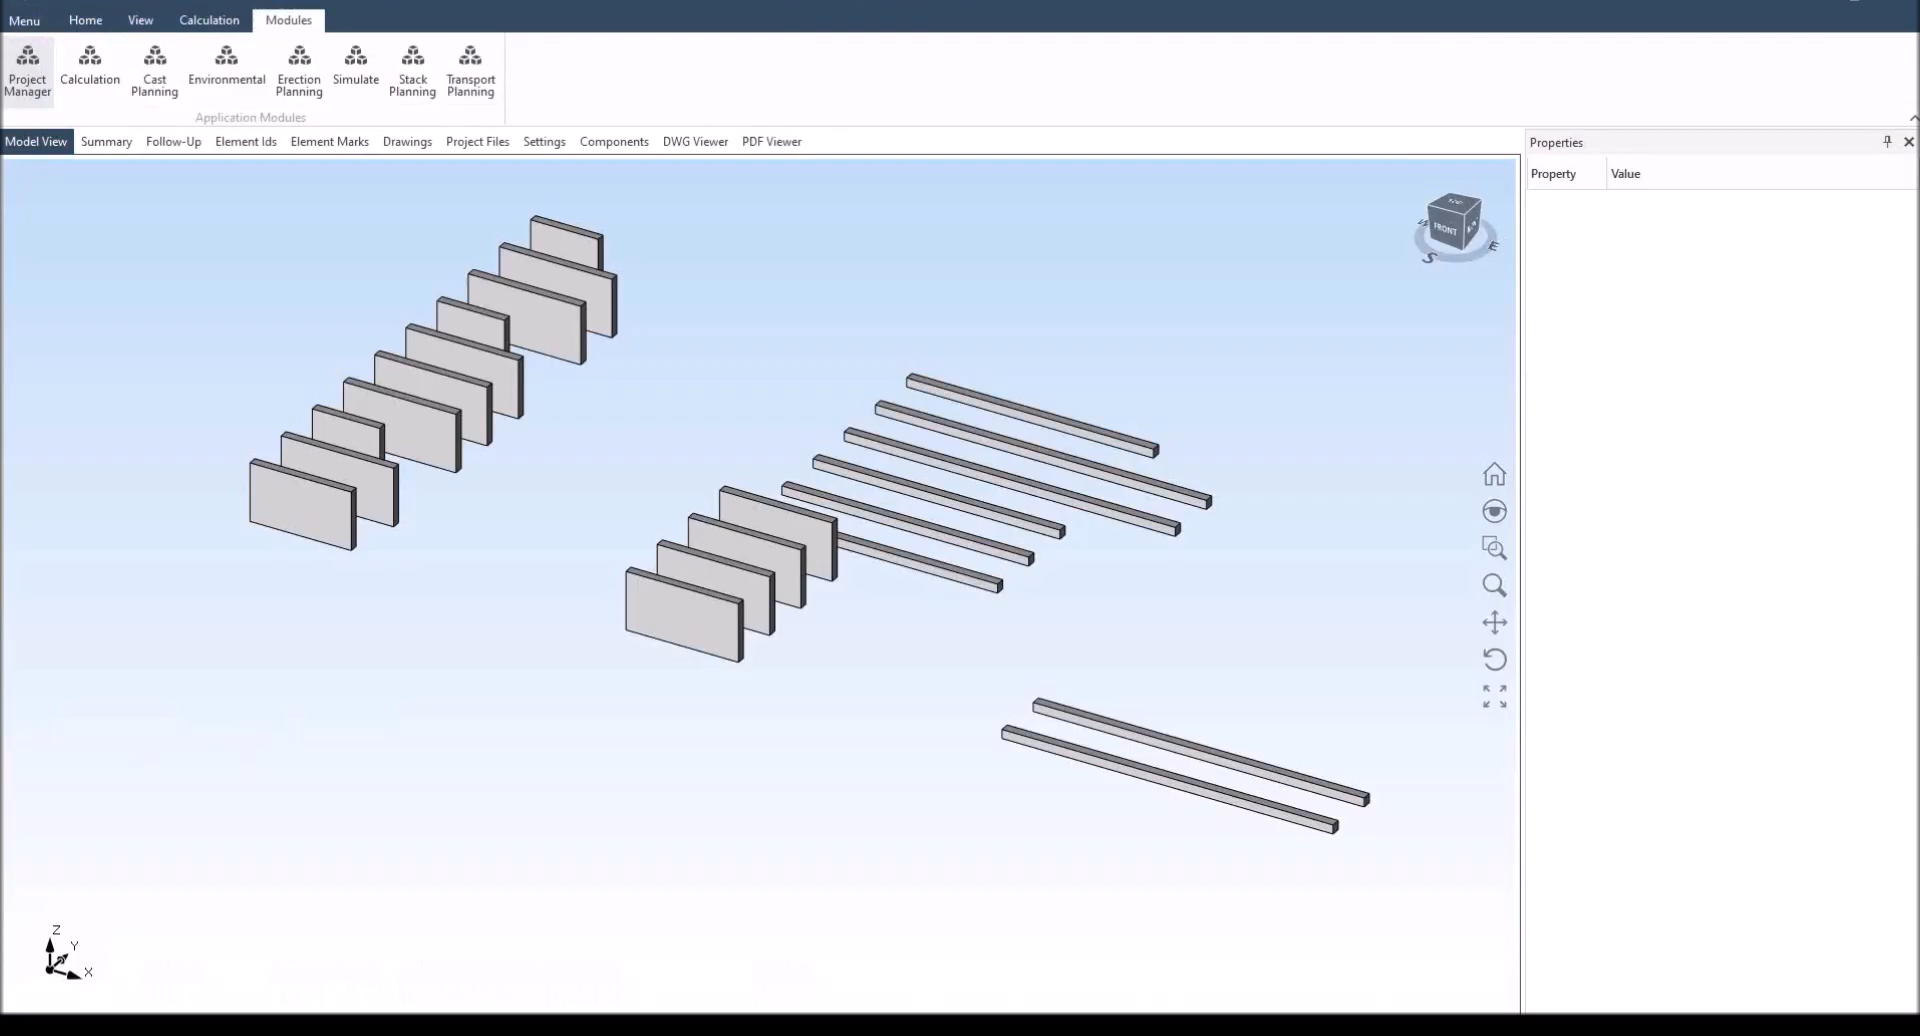 Menu Home View Calculation Modules
Project Manager
Calculation
Cast Planning
Environmental
Erection Planning
Simulate
Stack Planning
Transport Planning
Application Modules
Model View Summary Follow-Up Element Ids Element Marks Drawings Project Files Settings Components DWG Viewer PDF Viewer
Properties
Property Value
FRONT
S
E
Z
Y
X